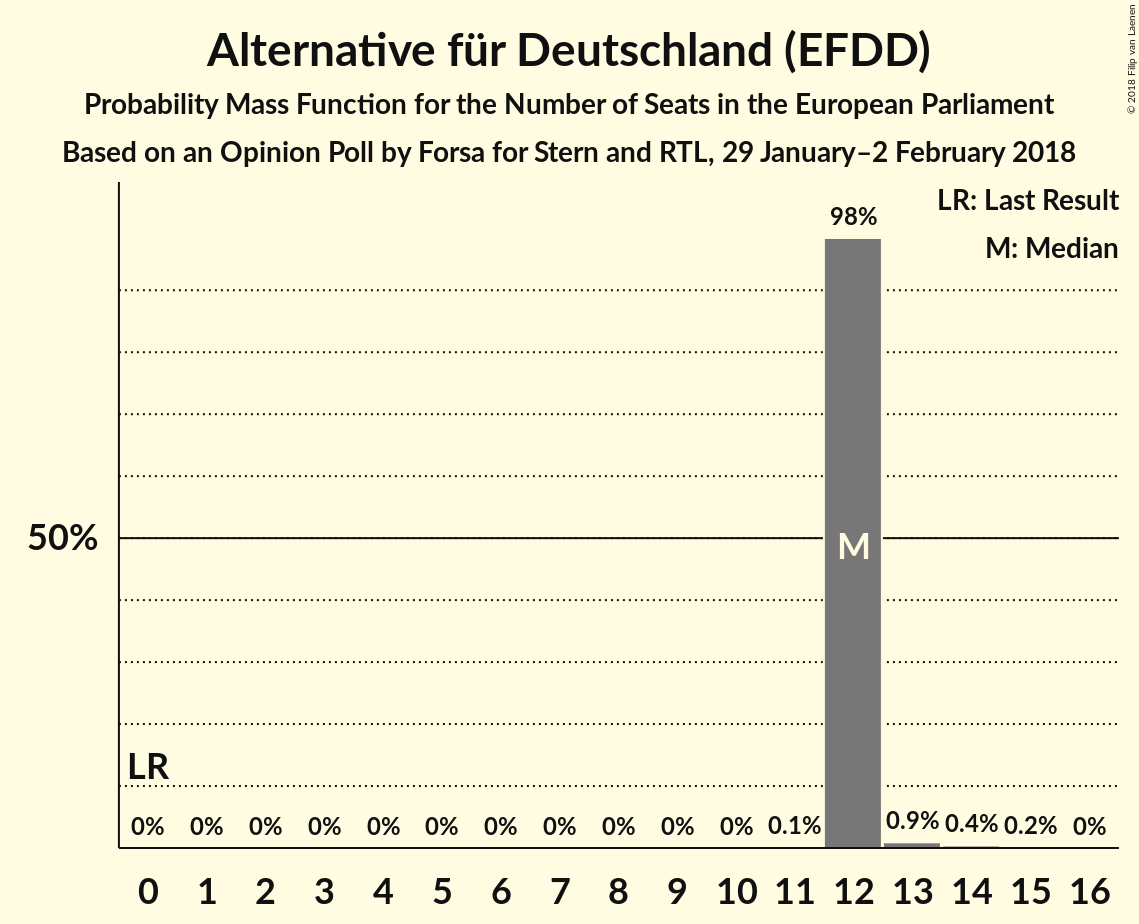 Alternative für Deutschland (EFDD)
Probability Mass Function for the Number of Seats in the European Parliament
Based on an Opinion Poll by Forsa for Stern and RTL, 29 January–2 February 2018
© 2018 Filip van Laenen
LR: Last Result
M: Median
98%
50%
M
LR
0% 0% 0% 0% 0% 0% 0% 0% 0% 0% 0% 0.1% 0.9% 0.4% 0.2% 0%
0 1 2 3 4 5 6 7 8 9 10 11 12 13 14 15 16